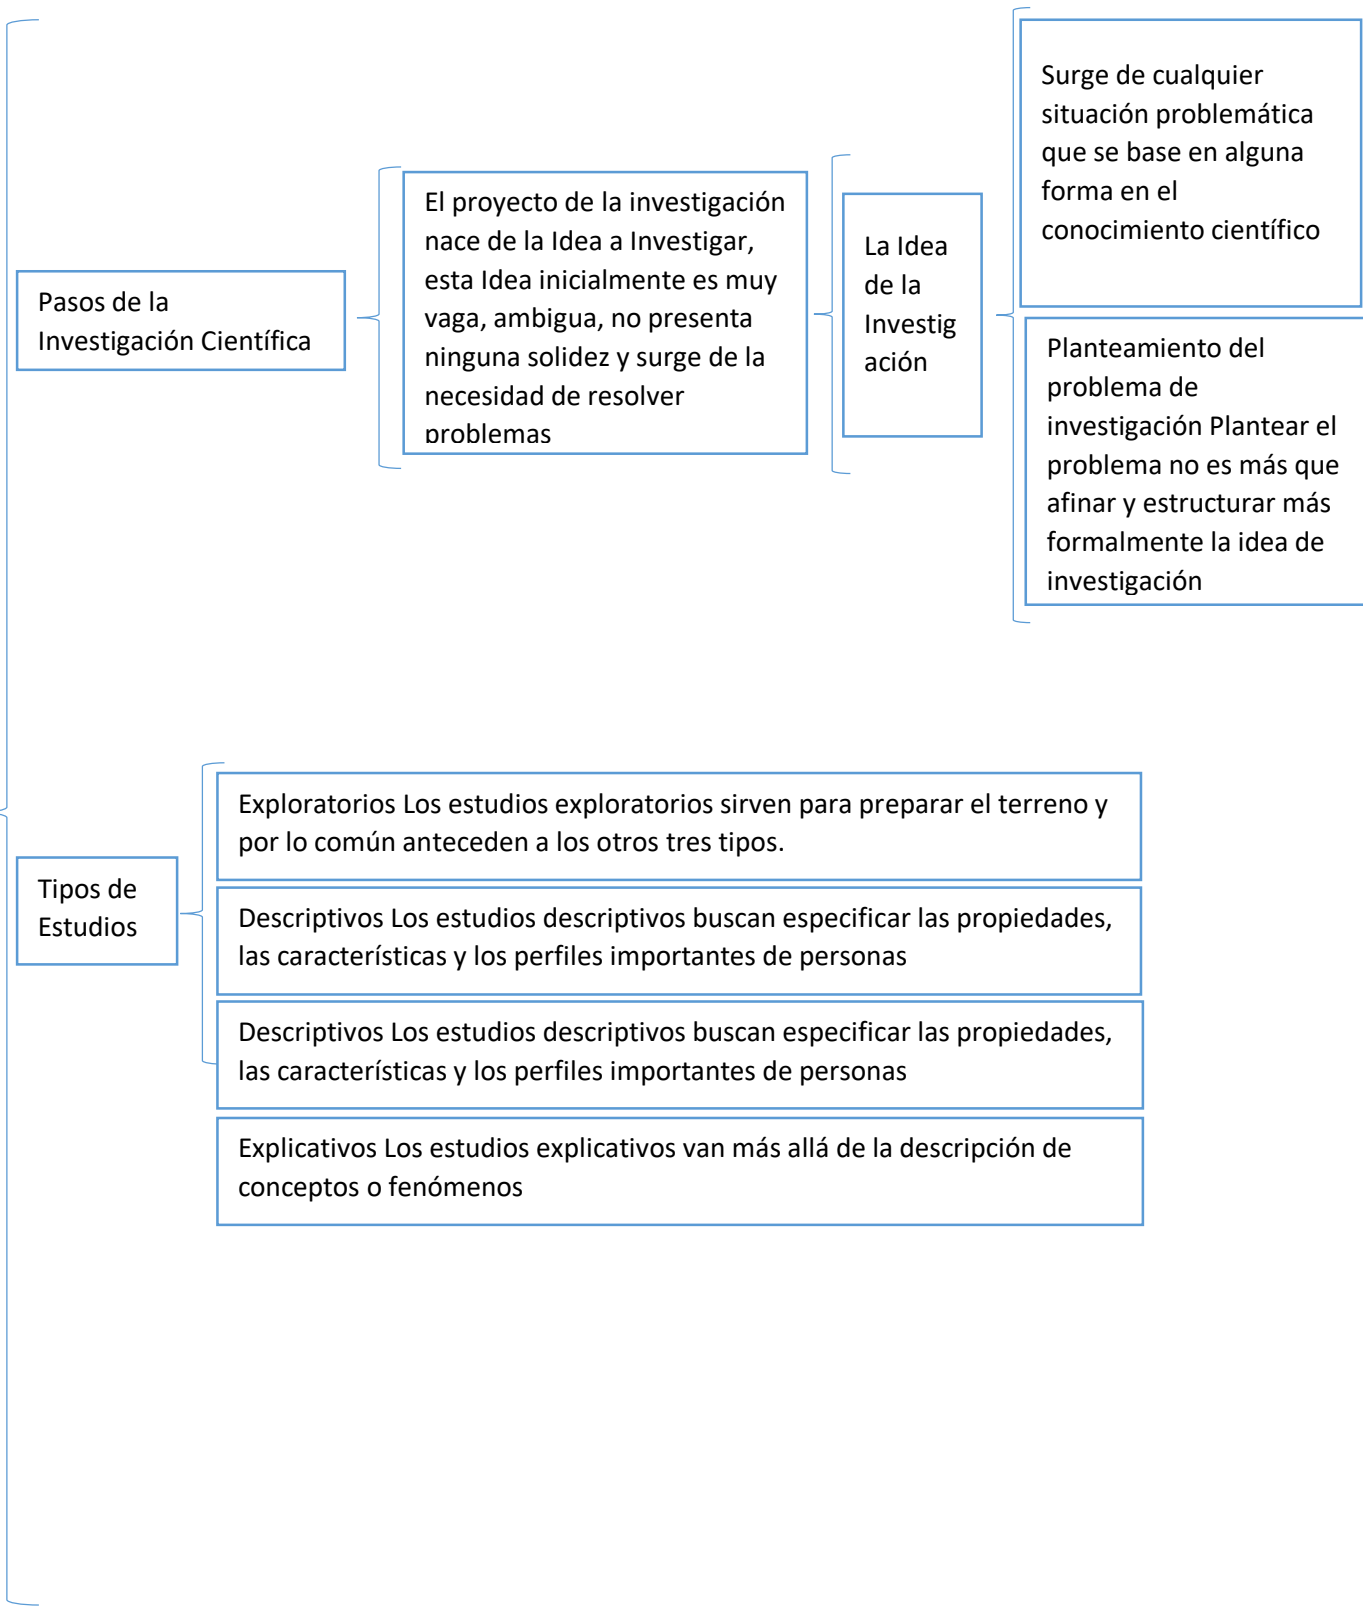 Pasos de la
Investigación Científica
El proyecto de la investigación
nace de la Idea a Investigar,
esta Idea inicialmente es muy
vaga, ambigua, no presenta
ninguna solidez y surge de la
necesidad de resolver
problemas
La Idea
de la
Investig
ación
Surge de cualquier
situación problemática
que se base en alguna
forma en el
conocimiento científico
Planteamiento del
problema de
investigación Plantear el
problema no es más que
afinar y estructurar más
formalmente la idea de
investigación
Tipos de
Estudios
Exploratorios Los estudios exploratorios sirven para preparar el terreno y
por lo común anteceden a los otros tres tipos.
Descriptivos Los estudios descriptivos buscan especificar las propiedades,
las características y los perfiles importantes de personas
Descriptivos Los estudios descriptivos buscan especificar las propiedades,
las características y los perfiles importantes de personas
Explicativos Los estudios explicativos van más allá de la descripción de
conceptos o fenómenos